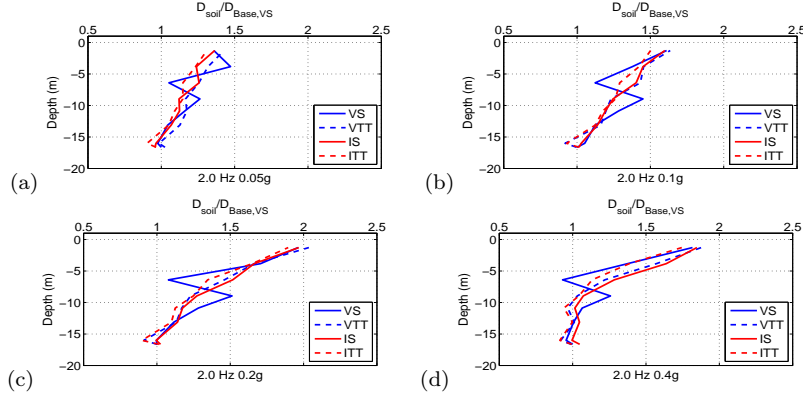 D_soil/D_Base,VS
0.5 1 1.5 2 2.5
0
−5
−10
−15
−20
Depth (m)
VS
VTT
IS
ITT
(a)
2.0 Hz 0.05g
D_soil/D_Base,VS
0.5 1 1.5 2 2.5
0
−5
−10
−15
−20
Depth (m)
VS
VTT
IS
ITT
(b)
2.0 Hz 0.1g
D_soil/D_Base,VS
0.5 1 1.5 2 2.5
0
−5
−10
−15
−20
Depth (m)
VS
VTT
IS
ITT
(c)
2.0 Hz 0.2g
D_soil/D_Base,VS
0.5 1 1.5 2 2.5
0
−5
−10
−15
−20
Depth (m)
VS
VTT
IS
ITT
(d)
2.0 Hz 0.4g